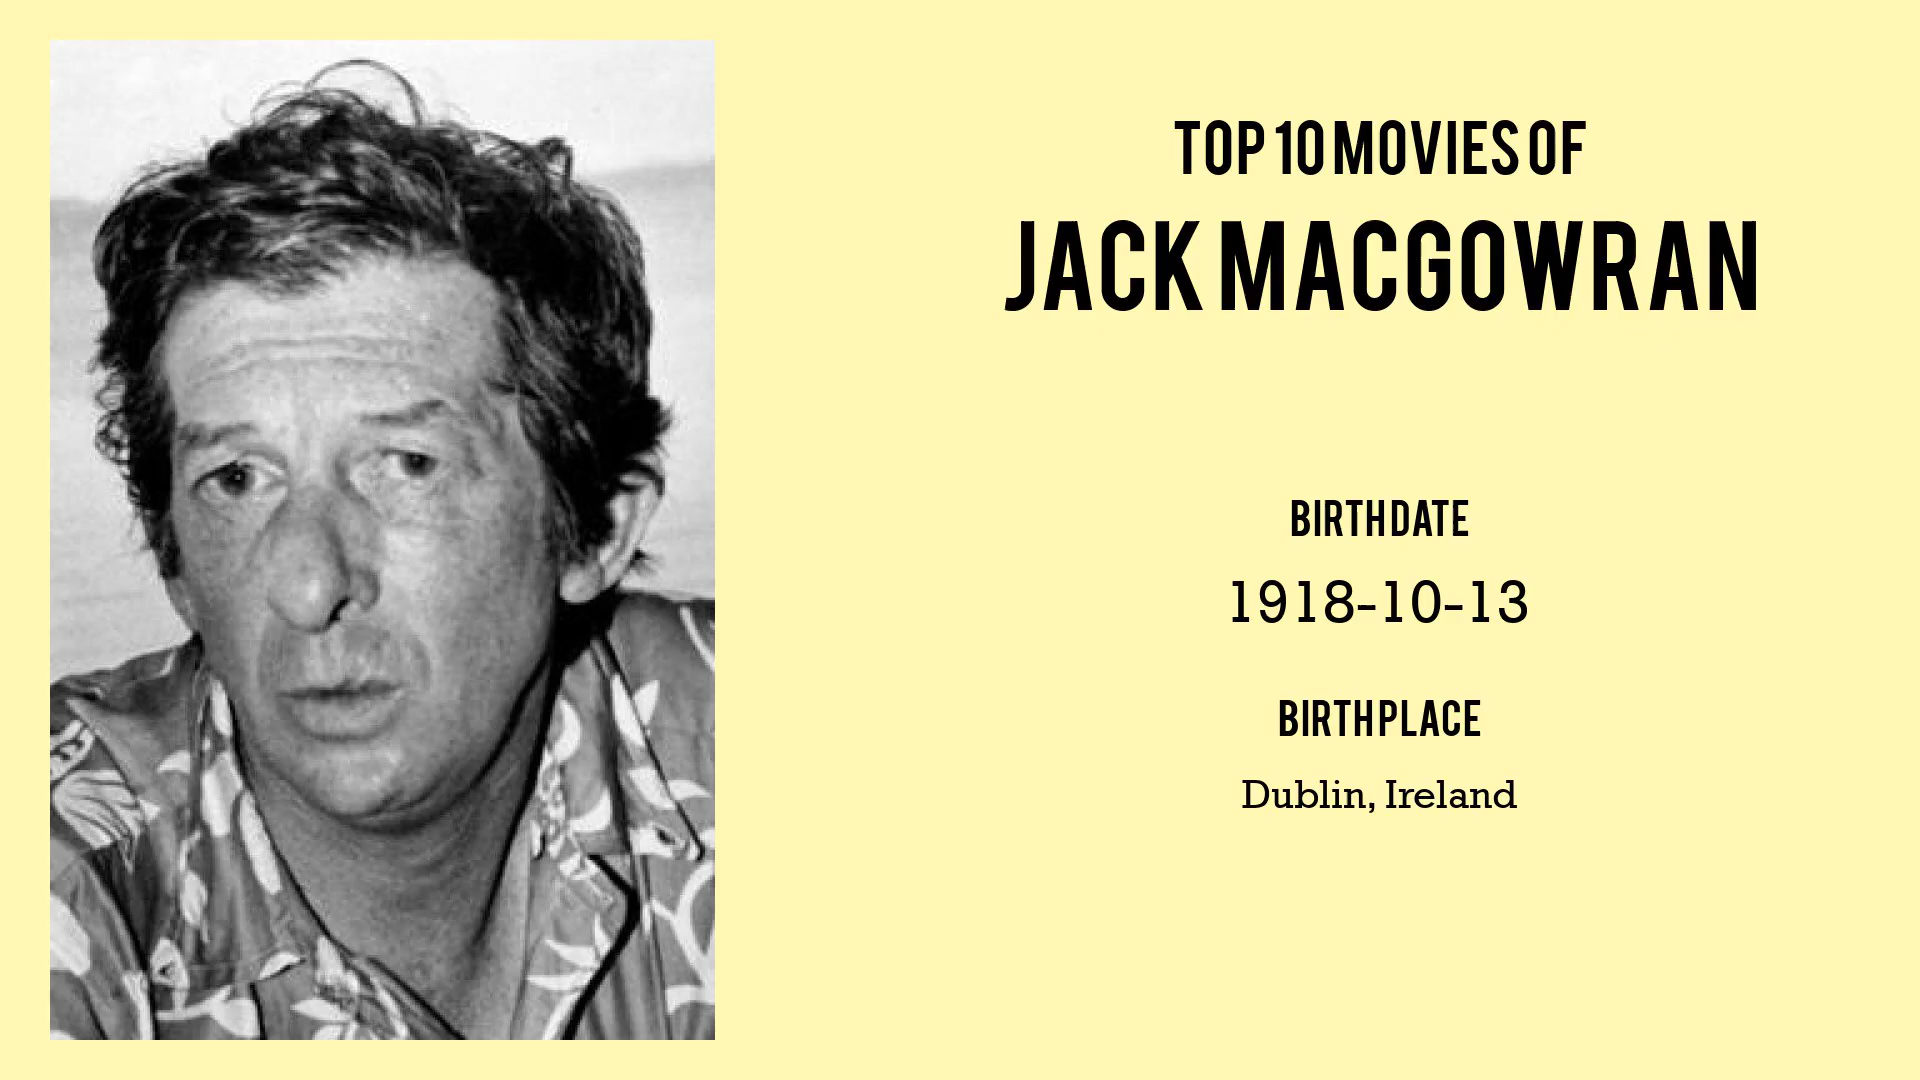 TOP 10 MOVIES OF
JACK MACGOWRAN
BIRTHDATE
1918-10-13
BIRTHPLACE
Dublin, Ireland